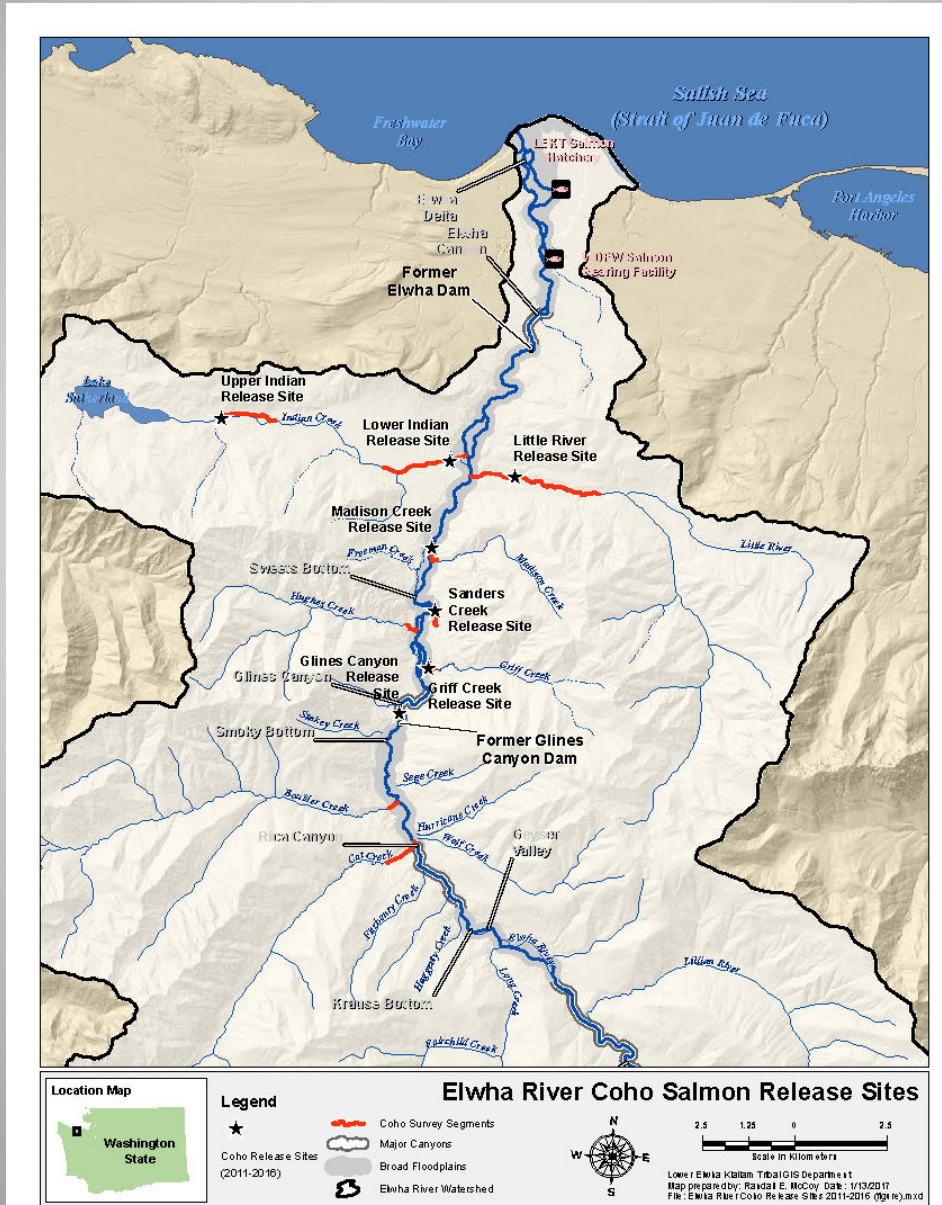 Salish Sea
(Strait of Juan de Fuca)
Freshwater
Bay
LEKT Salmon
Hatchery
Port Angeles
Harbor
Elwha
Delta
Elwha
Canyon
Salmon
Rearing Facility
Former
Elwha Dam
Upper Indian
Release Site
Lake
Sutherland
Indian Creek
Lower Indian
Release Site
Little River
Release Site
Madison Creek
Release Site
Freeman Creek
Little River
Madison Creek
Sweets Bottom
Sanders
Creek
Release Site
Hughes Creek
Glines Canyon
Release
Site
Glines Canyon
Griff Creek
Griff Creek
Release Site
Stukey Creek
Smoky Bottom
Former Glines
Canyon Dam
Sege Creek
Boulder Creek
Hurricane Creek
Rica Canyon
Wolf Creek
Geyser
Valley
Cat Creek
Creek
Haggerty Creek
Elwha River
Long Creek
Lillian River
Krause Bottom
Fairchild Creek
Location Map
Washington
State
Legend
Coho Release Sites
(2011-2016)
Coho Survey Segments
Major Canyons
Broad Floodplains
Elwha River Watershed
Elwha River Coho Salmon Release Sites
N
W
E
S
2.5 1.25 0 2.5
Scale in Kilometers
Lower Elwha Klallam Tribal GIS Department
Map prepared by: Randall E. McCoy Date: 1/13/2017
File: Elwha River Coho Release Sites 2011-2016 (figure).mxd